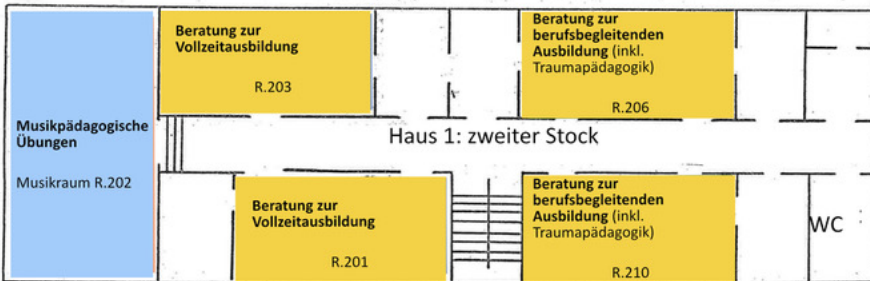 Musikpädagogische
Übungen
Musikraum R.202
Beratung zur
Vollzeitausbildung
R.203
Beratung zur
berufsbegleitenden
Ausbildung (inkl.
Traumapädagogik)
R.206
Haus 1: zweiter Stock
Beratung zur
Vollzeitausbildung
R.201
Beratung zur
berufsbegleitenden
Ausbildung (inkl.
Traumapädagogik)
R.210
WC